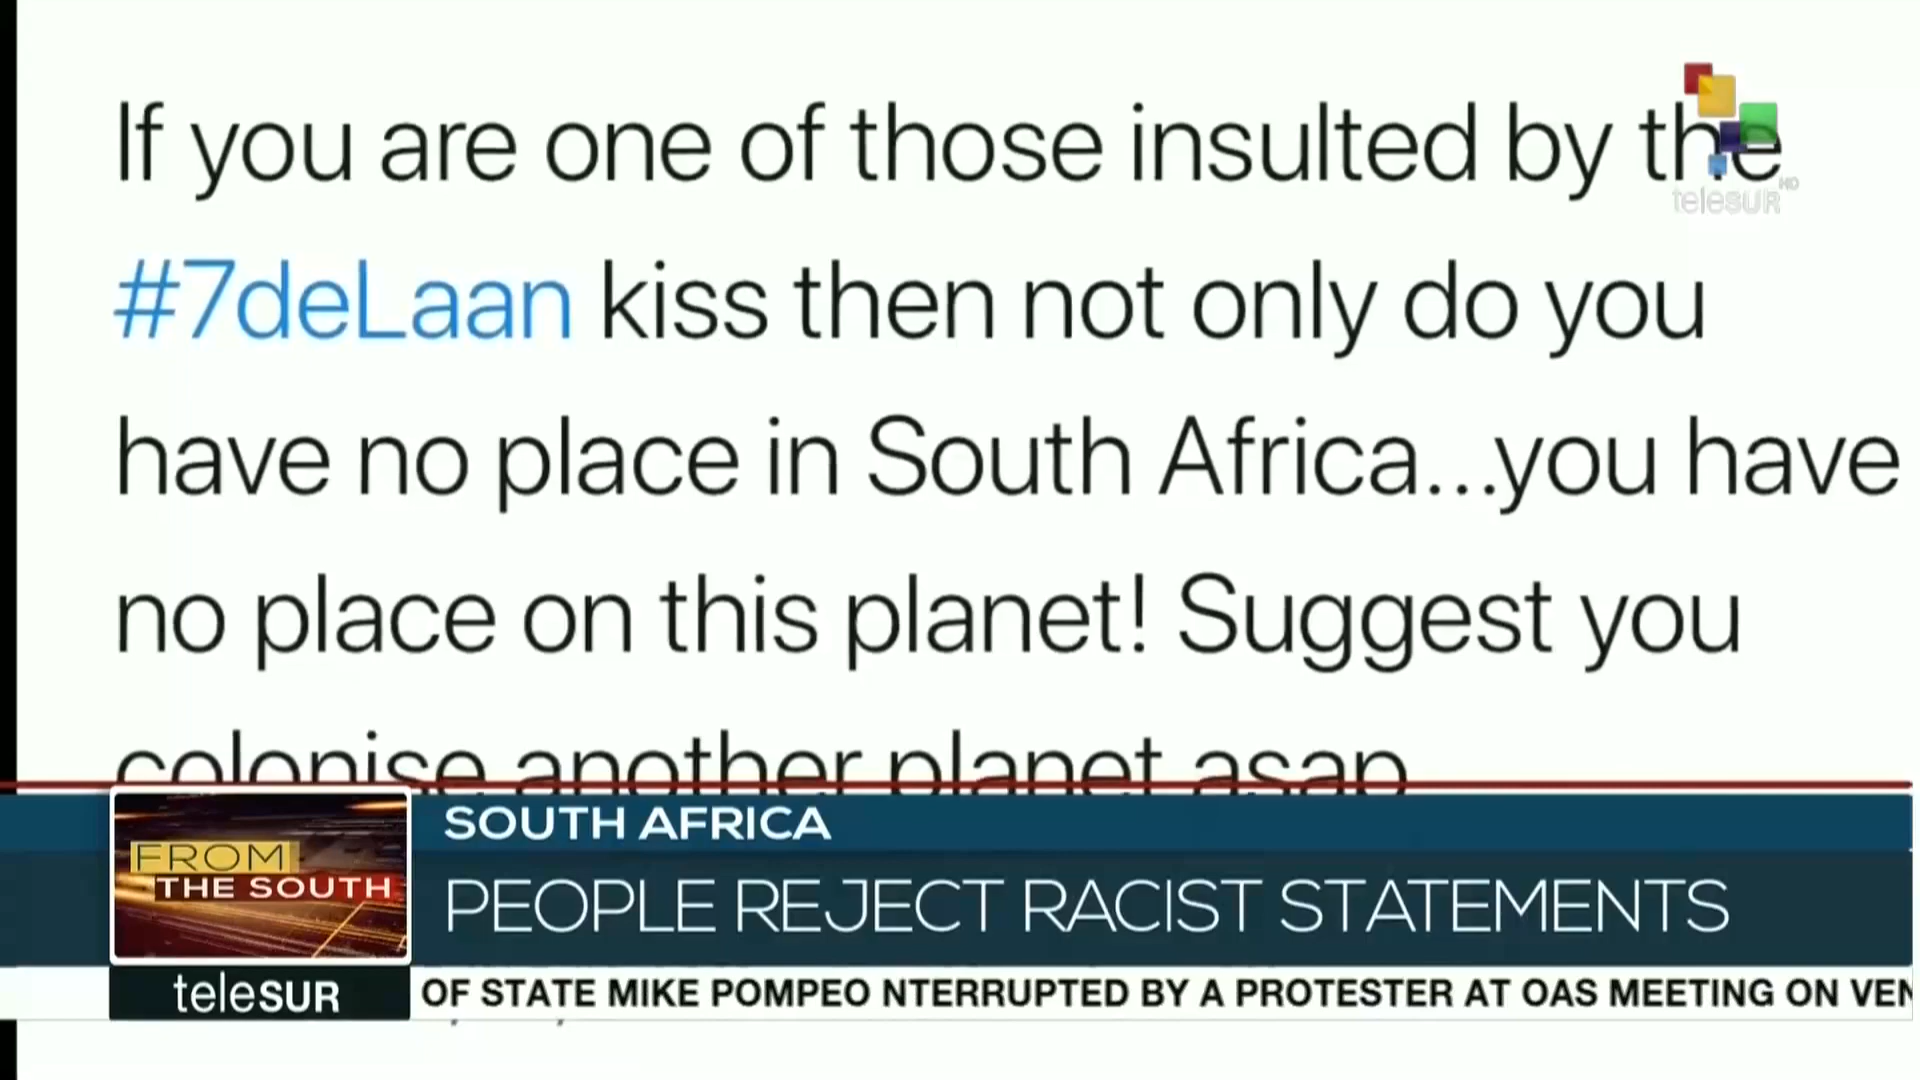 If you are one of those insulted by the
#7deLaan kiss then not only do you
have no place in South Africa...you have
no place on this planet! Suggest you
colonise another planet asap
teleSUR HD
SOUTH AFRICA
PEOPLE REJECT RACIST STATEMENTS
FROM
THE SOUTH
teleSUR
OF STATE MIKE POMPEO NTERRUPTED BY A PROTESTER AT OAS MEETING ON VEN